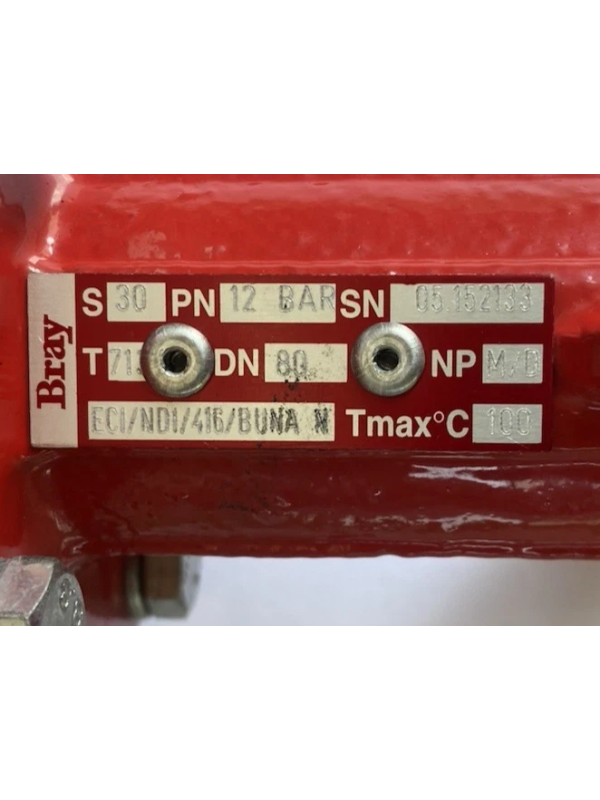 Bray
S 30 PN 12 BAR SN 05 152133
T 71 DN 80 NP M/D
ECI/NDI/416/BUNA N Tmax°C 100